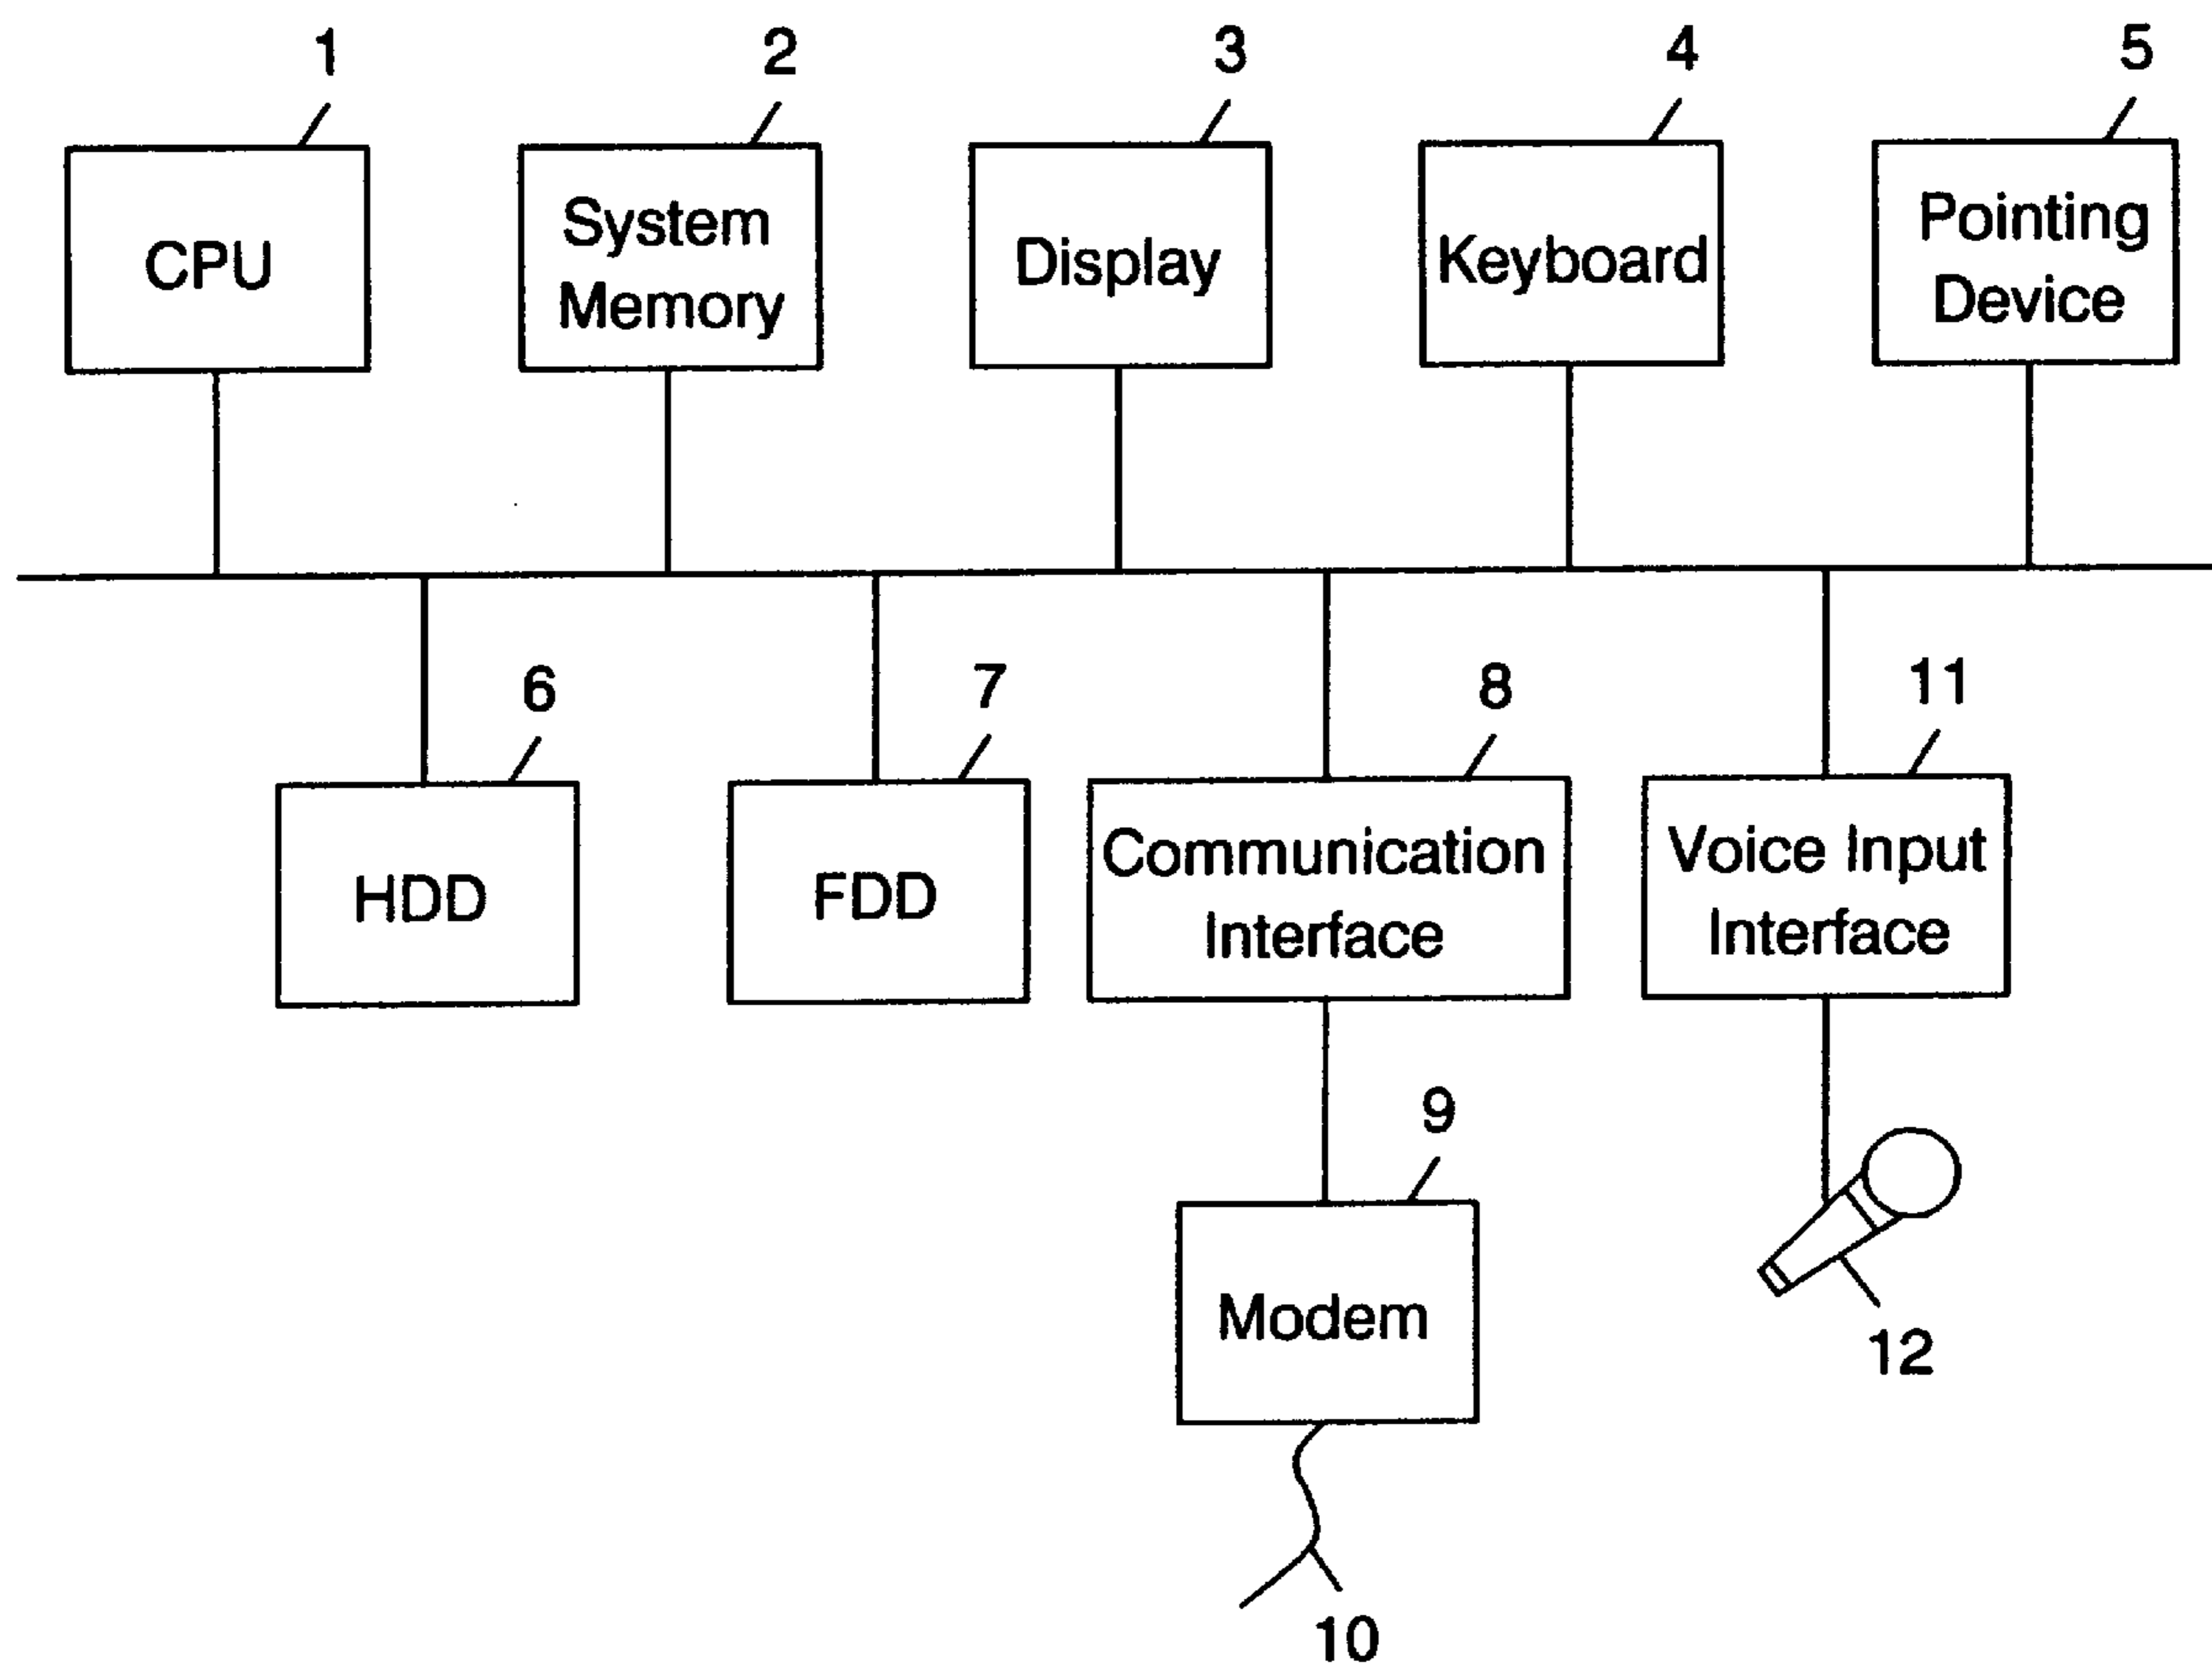 1
2
3
4
5
CPU
System
Memory
Display
Keyboard
Pointing
Device
6
7
8
11
HDD
FDD
Communication
Interface
Voice Input
Interface
9
Modem
12
10